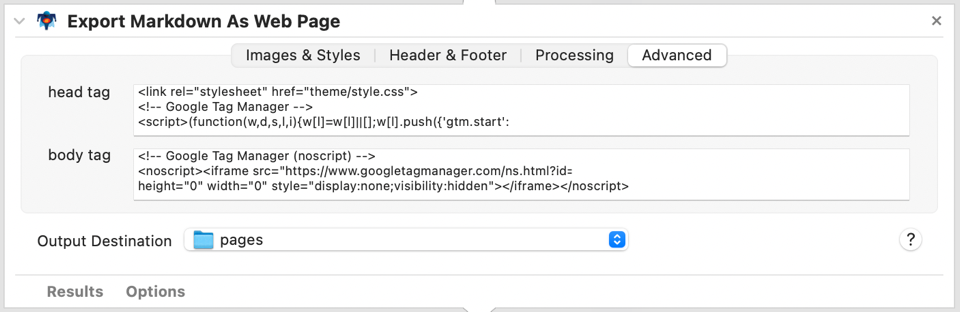 Export Markdown As Web Page
Images & Styles
Header & Footer
Processing
Advanced
head tag
<link rel="stylesheet" href="theme/style.css">
<!-- Google Tag Manager -->
<script>(function(w,d,s,l,i){w[l]=w[l]||[];w[l].push({'gtm.start':
body tag
<!-- Google Tag Manager (noscript) -->
<noscript><iframe src="https://www.googletagmanager.com/ns.html?id=
height="0" width="0" style="display:none;visibility:hidden"></iframe></noscript>
Output Destination
pages
?
Results
Options